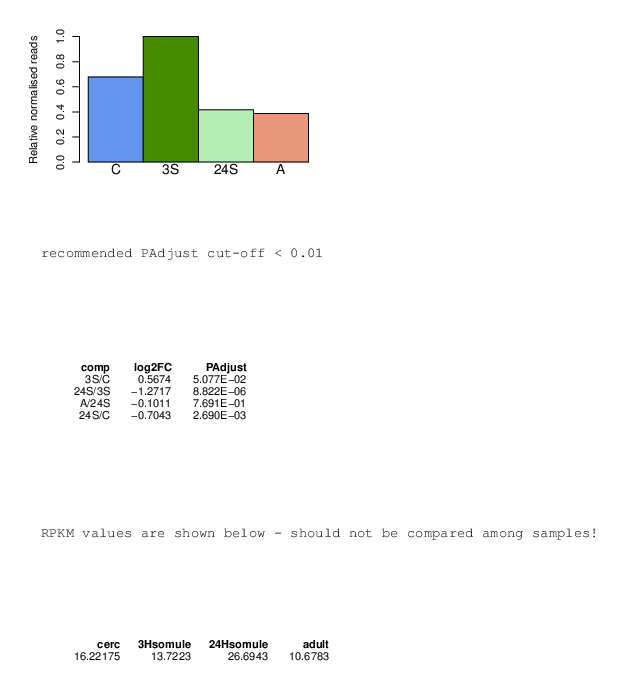 Relative normalised reads
1.0
0.8
0.6
0.4
0.2
0.0
C 3S 24S A
recommended PAdjust cut-off < 0.01
comp log2FC PAdjust
3S/C 0.5674 5.077E−02
24S/3S −1.2717 8.822E−06
A/24S −0.1011 7.691E−01
24S/C −0.7043 2.690E−03
RPKM values are shown below - should not be compared among samples!
cerc 3Hsomule 24Hsomule adult
16.22175 13.7223 26.6943 10.6783